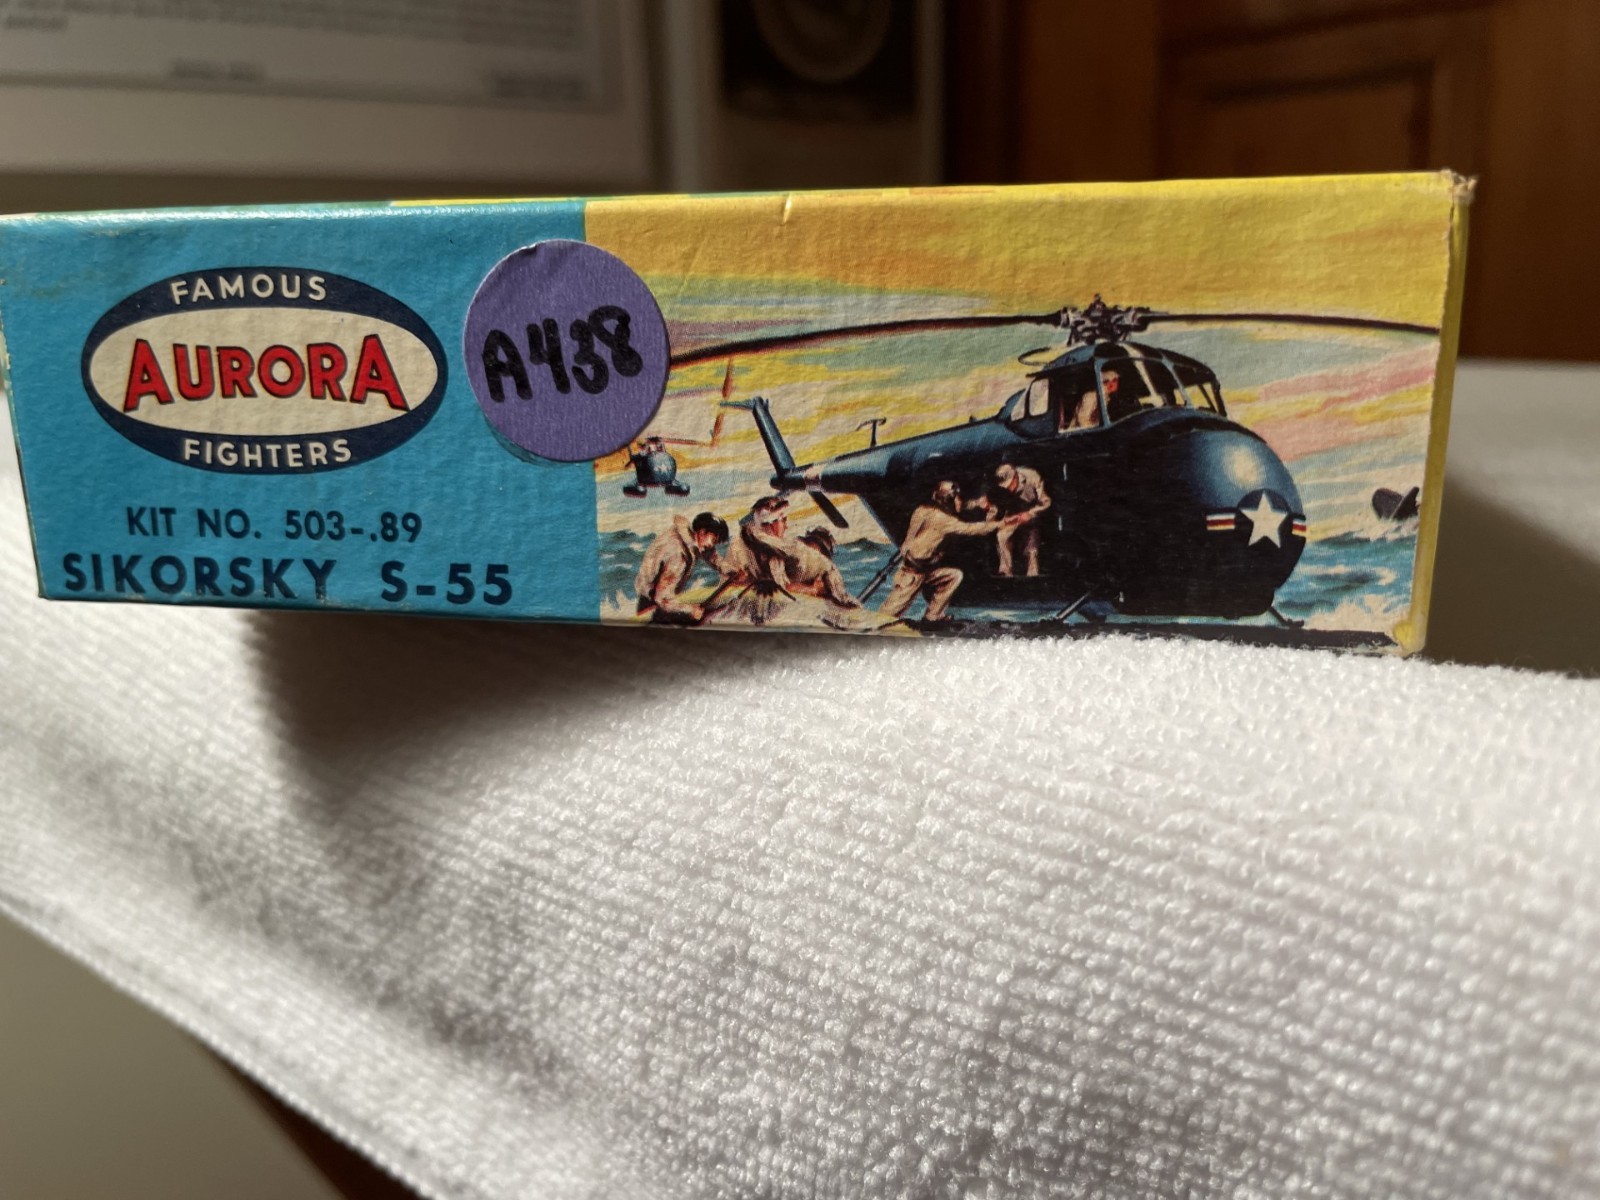 FAMOUS
AURORA
FIGHTERS
A438
KIT NO. 503-.89
SIKORSKY S-55